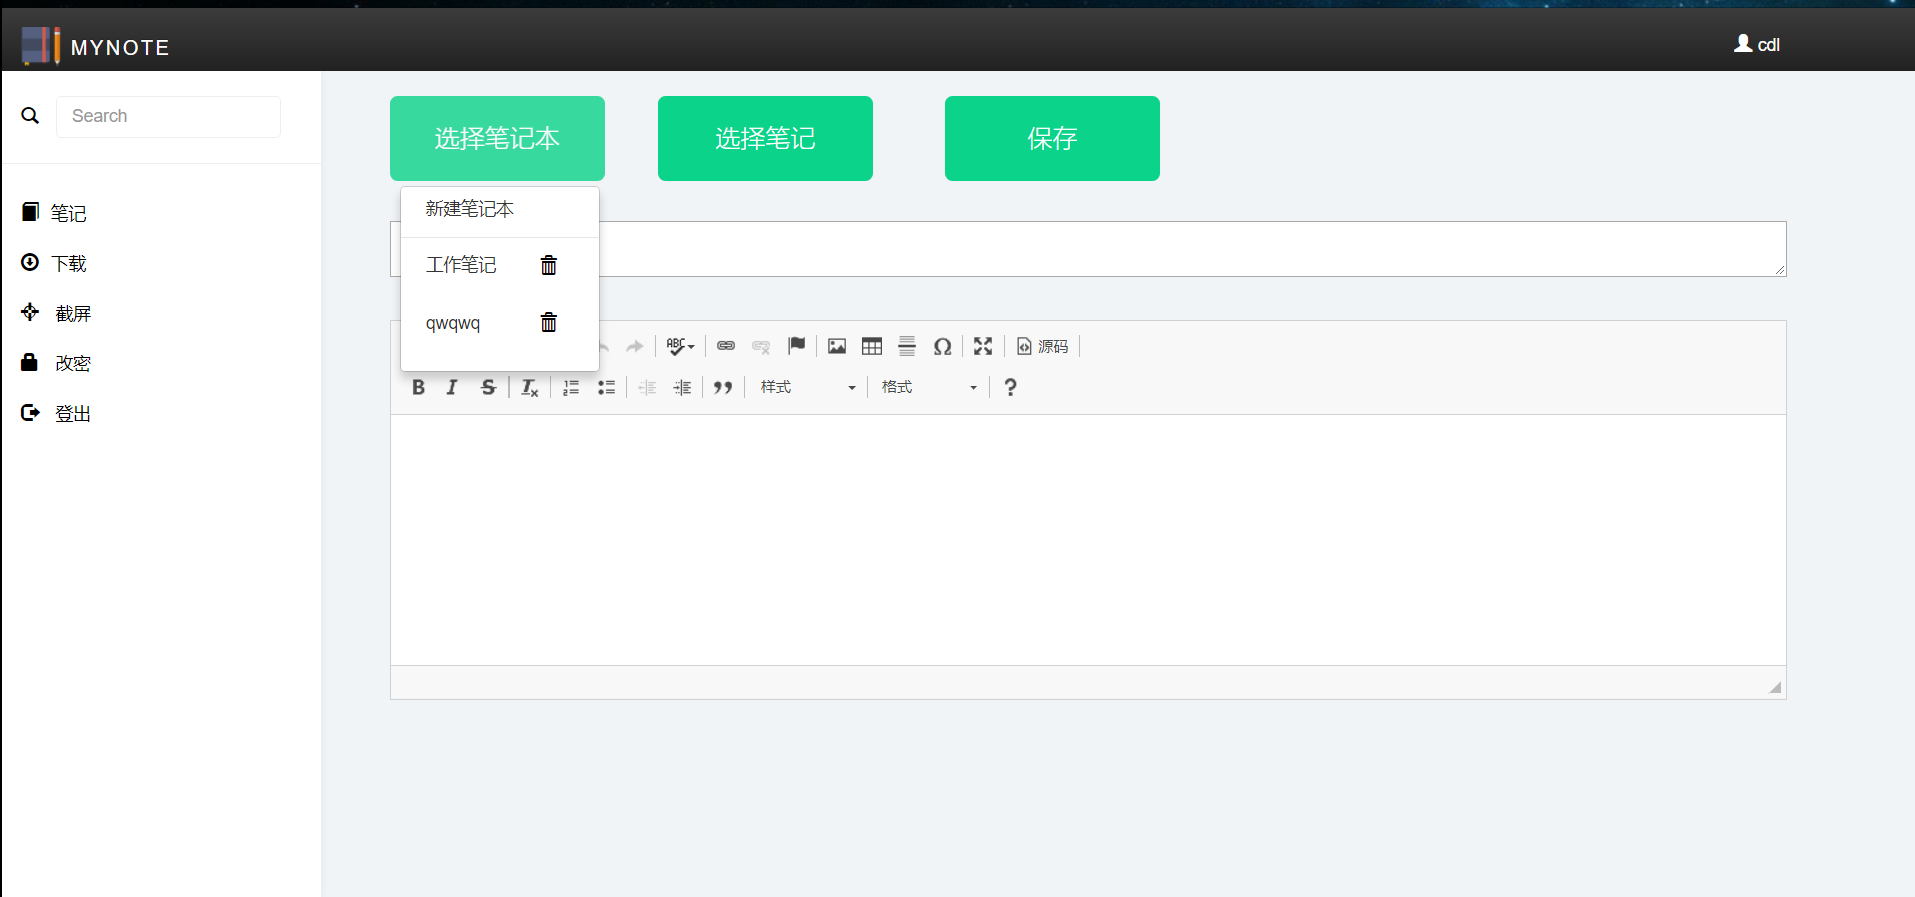 MYNOTE
cdl
Search
笔记
下载
截屏
改密
登出
选择笔记本
选择笔记
保存
新建笔记本
工作笔记
qwqwq
ABC
Ω
源码
B I S Ix
样式
格式
?